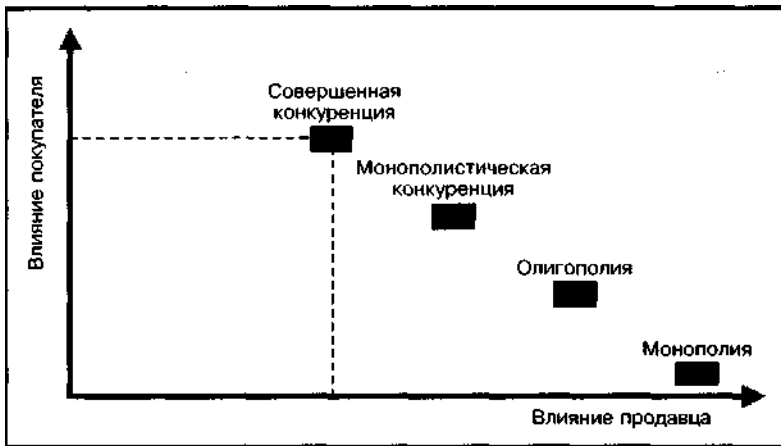 Влияние покупателя
Совершенная
конкуренция
Монополистическая
конкуренция
Олигополия
Монополия
Влияние продавца